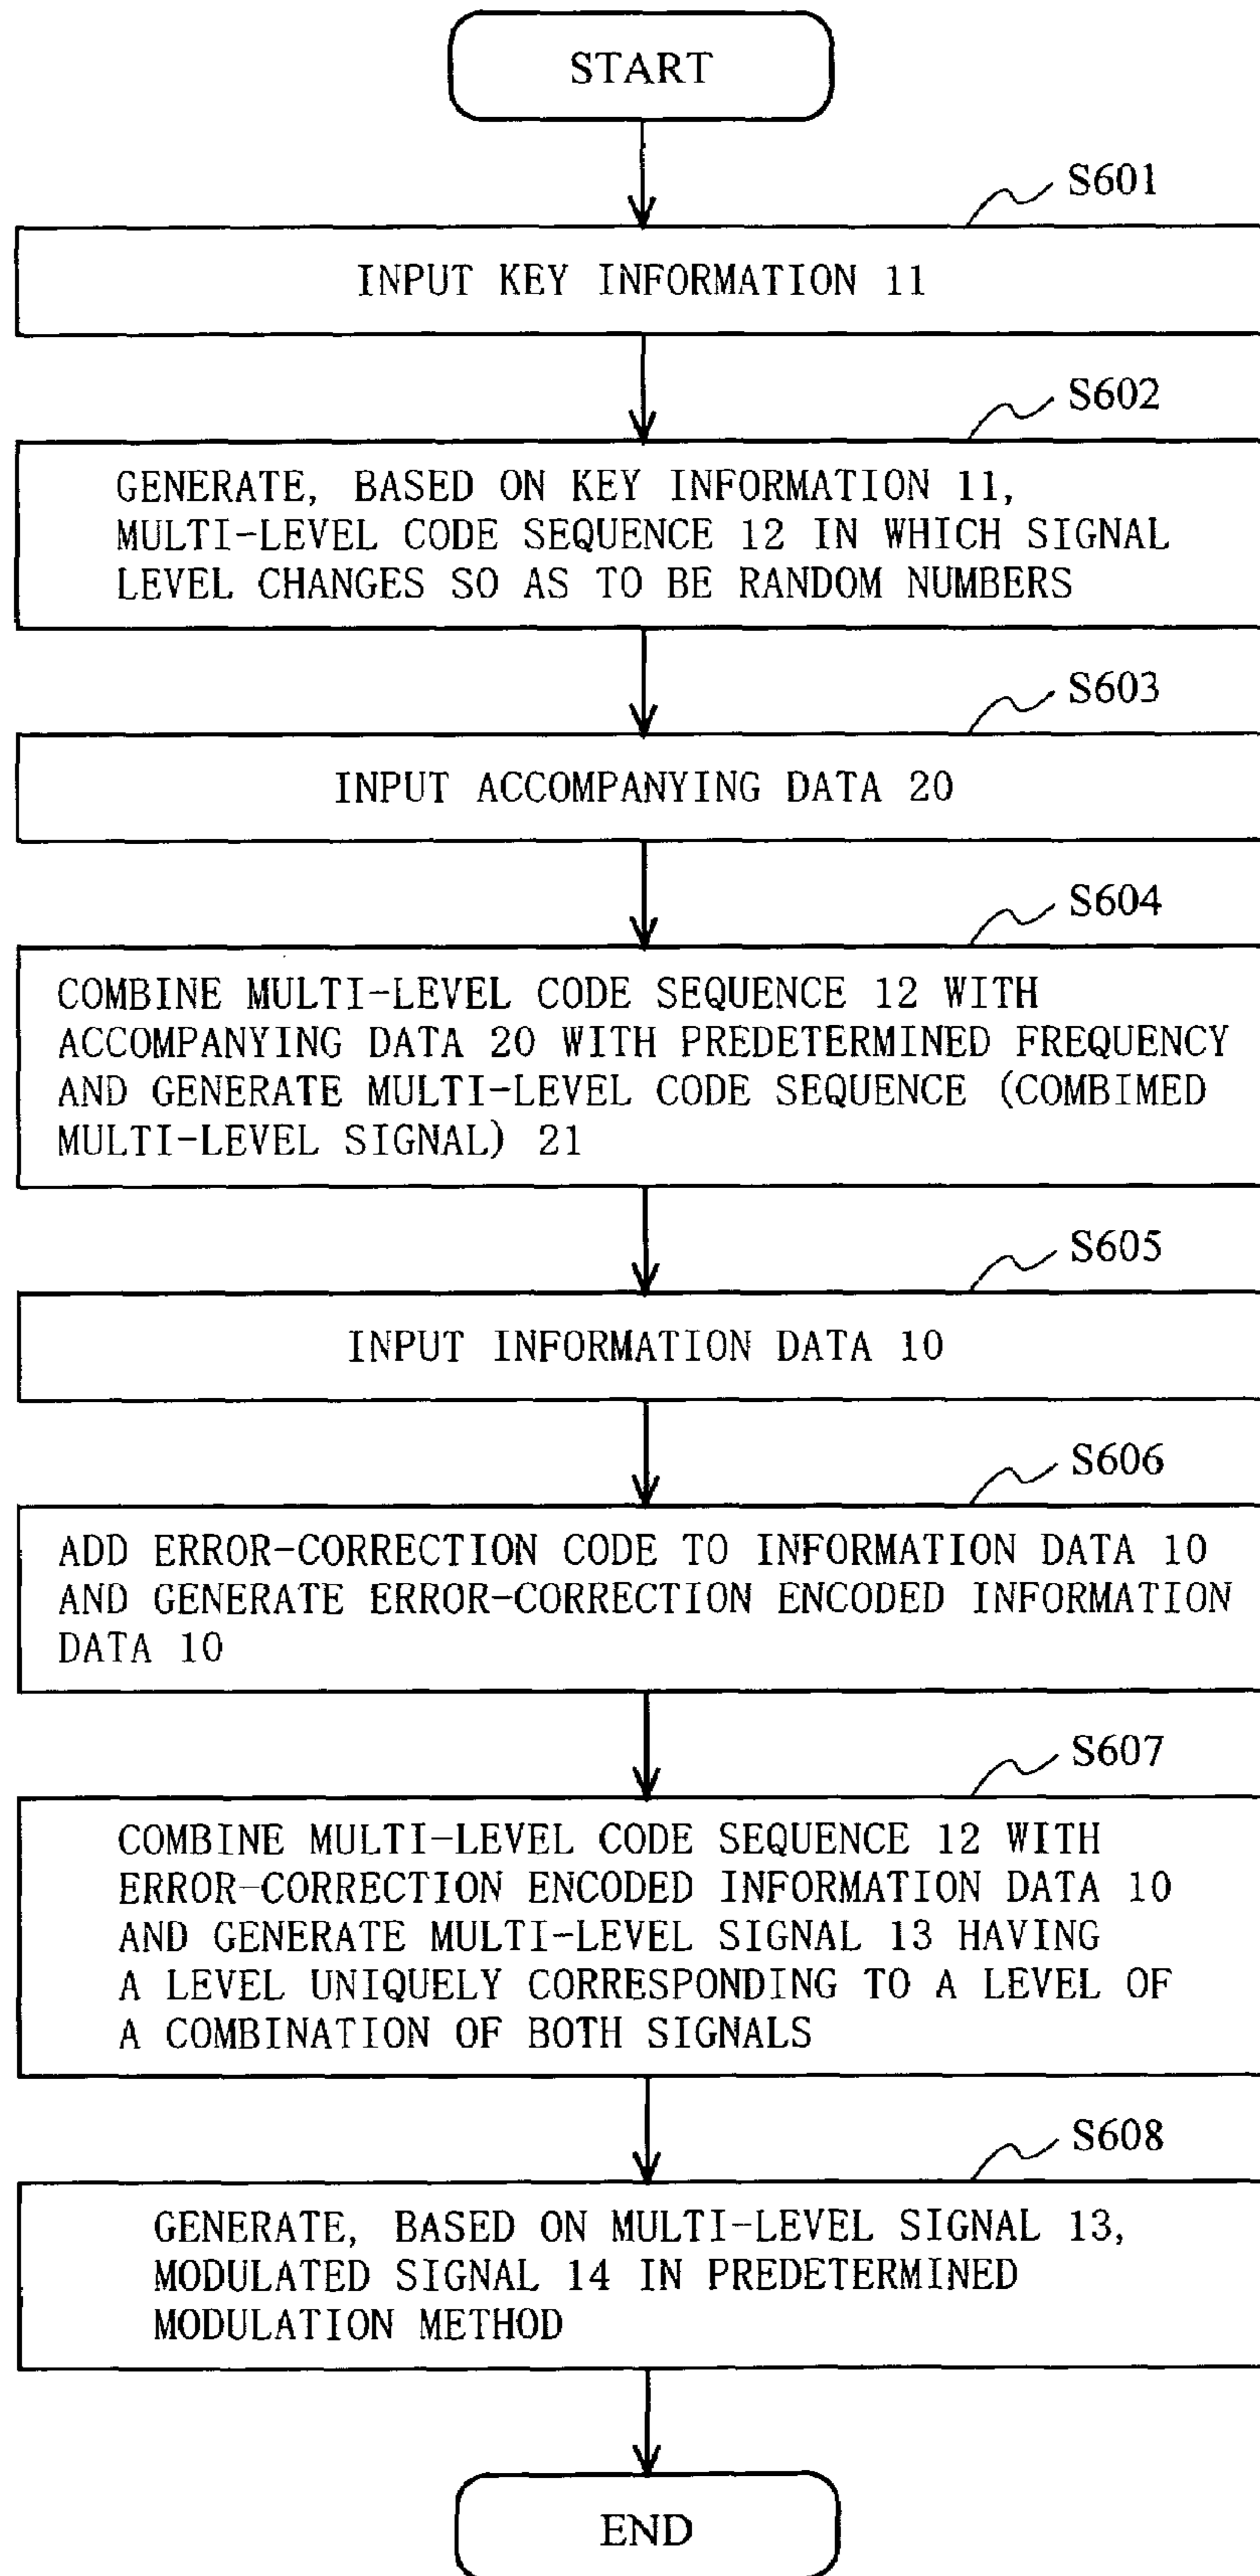 START
S601
INPUT KEY INFORMATION 11
S602
GENERATE, BASED ON KEY INFORMATION 11,
MULTI-LEVEL CODE SEQUENCE 12 IN WHICH SIGNAL
LEVEL CHANGES SO AS TO BE RANDOM NUMBERS
S603
INPUT ACCOMPANYING DATA 20
S604
COMBINE MULTI-LEVEL CODE SEQUENCE 12 WITH
ACCOMPANYING DATA 20 WITH PREDETERMINED FREQUENCY
AND GENERATE MULTI-LEVEL CODE SEQUENCE (COMBIMED
MULTI-LEVEL SIGNAL) 21
S605
INPUT INFORMATION DATA 10
S606
ADD ERROR-CORRECTION CODE TO INFORMATION DATA 10
AND GENERATE ERROR-CORRECTION ENCODED INFORMATION
DATA 10
S607
COMBINE MULTI-LEVEL CODE SEQUENCE 12 WITH
ERROR-CORRECTION ENCODED INFORMATION DATA 10
AND GENERATE MULTI-LEVEL SIGNAL 13 HAVING
A LEVEL UNIQUELY CORRESPONDING TO A LEVEL OF
A COMBINATION OF BOTH SIGNALS
S608
GENERATE, BASED ON MULTI-LEVEL SIGNAL 13,
MODULATED SIGNAL 14 IN PREDETERMINED
MODULATION METHOD
END